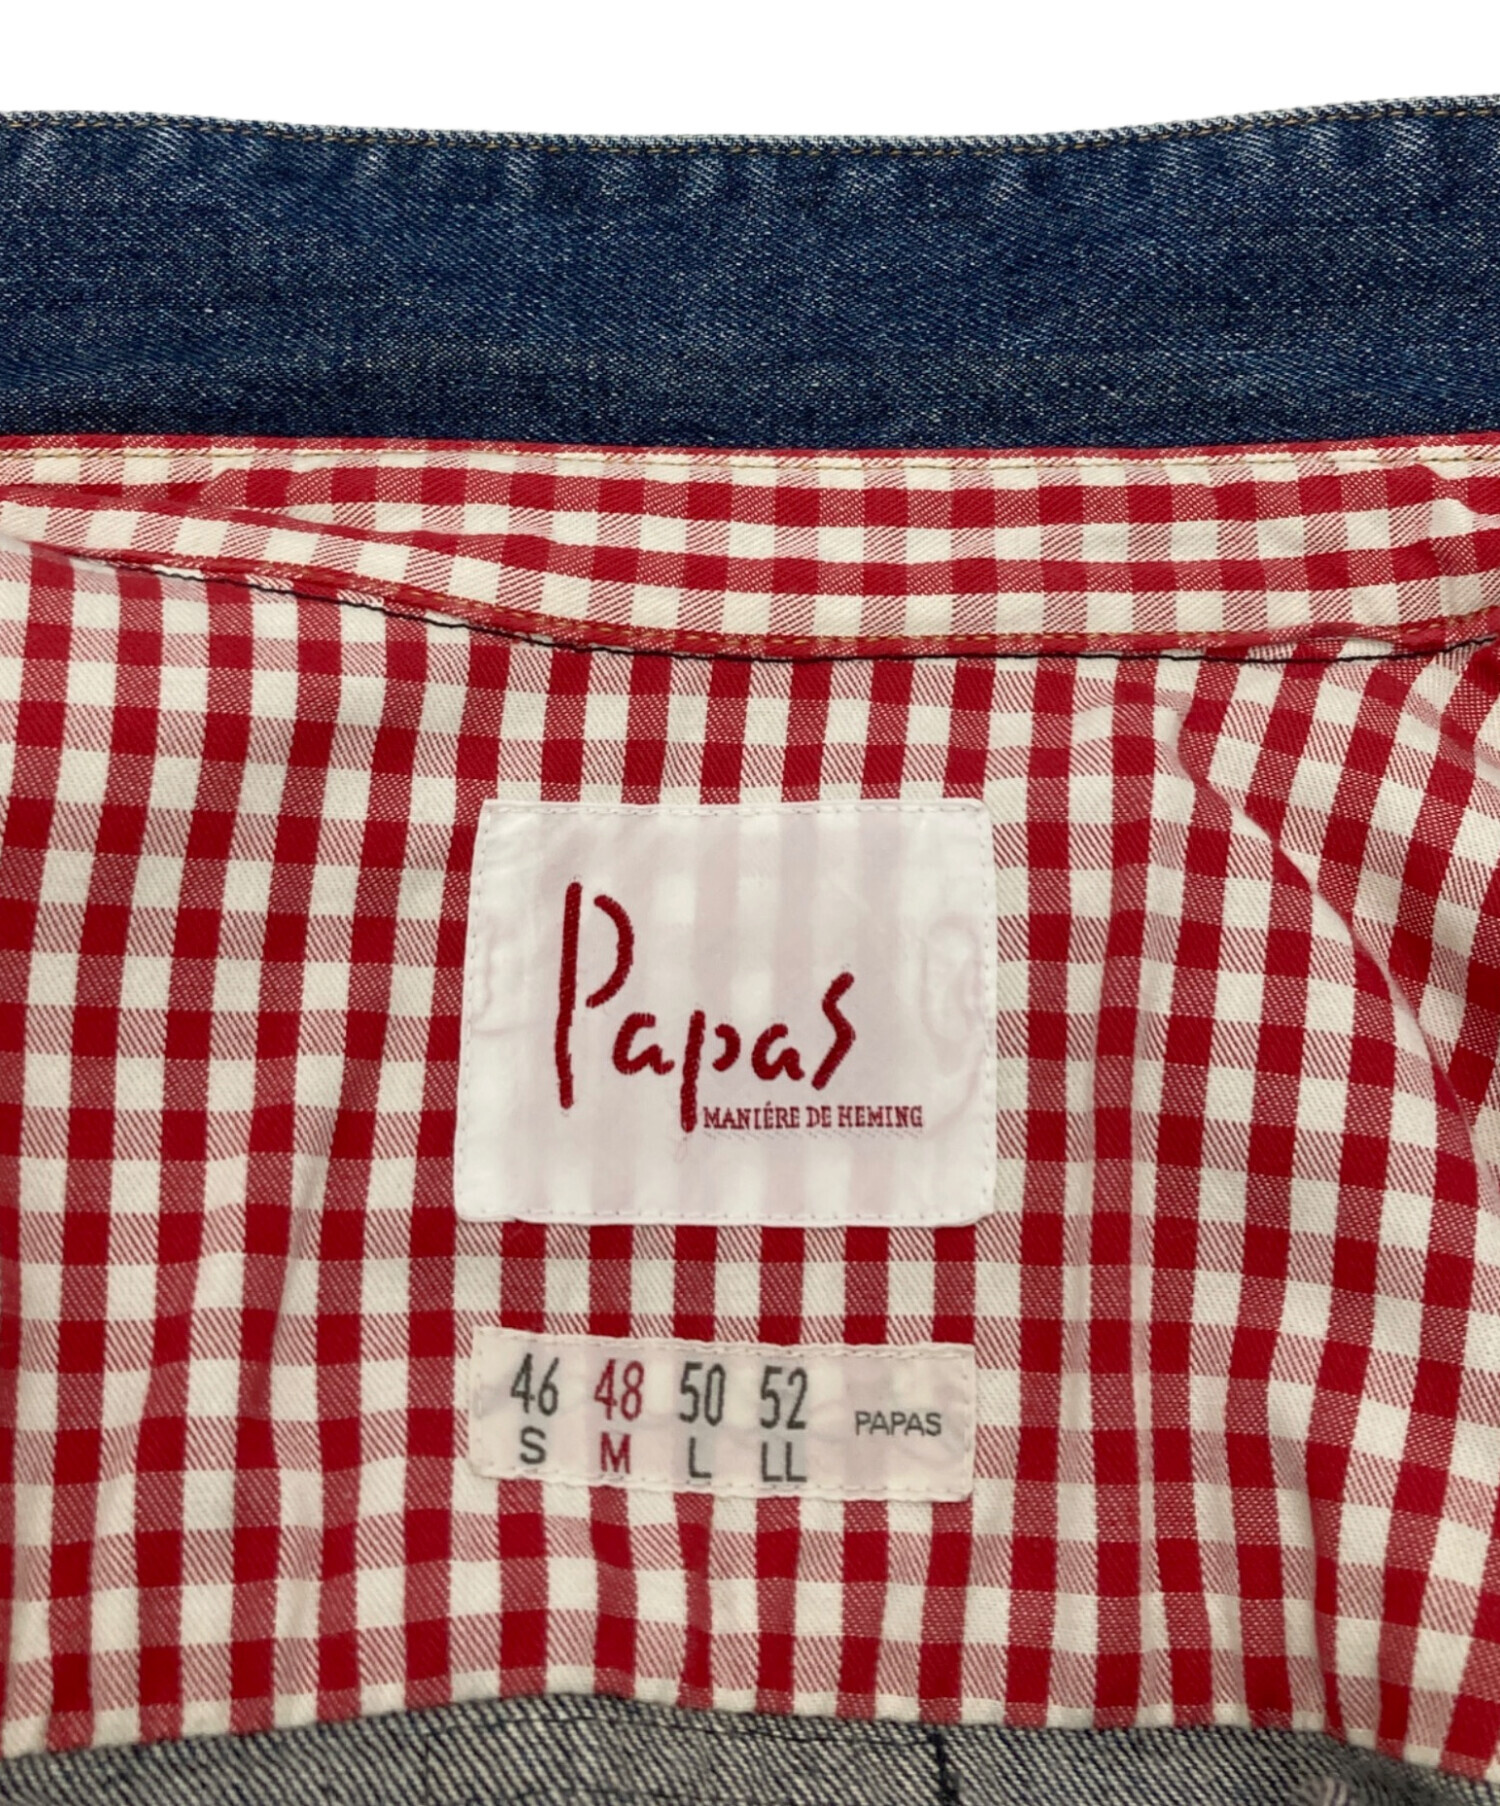 Papas
MANIÉRE DE HEMING
46 48 50 52 PAPAS
S M L LL